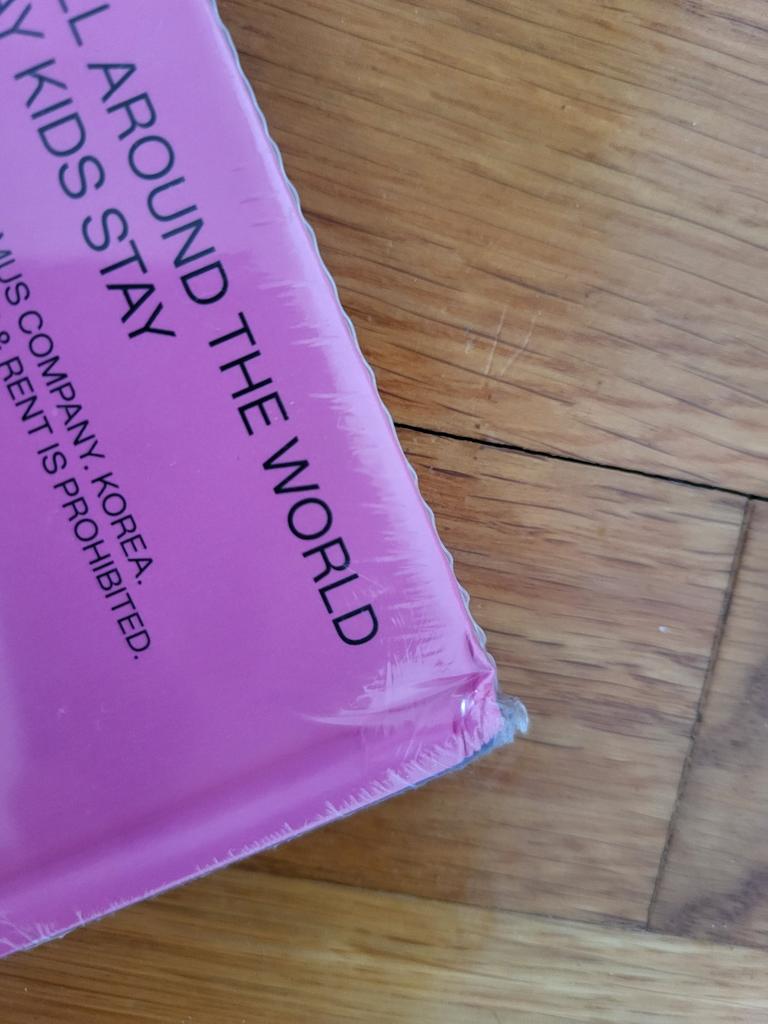 AROUND THE WORLD
KIDS STAY
COMPANY. KOREA.
& RENT IS PROHIBITED.